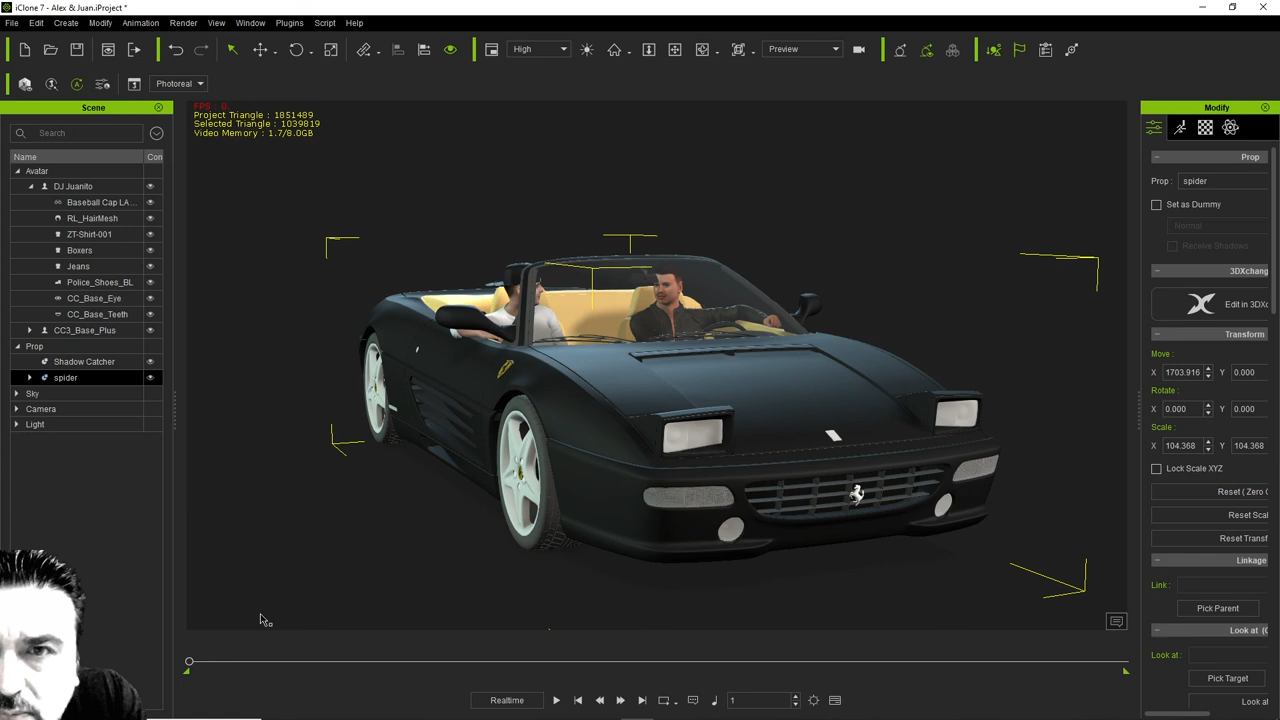 iClone 7 - Alex & Juan.iProject *
File Edit Create Modify Animation Render View Window Plugins Script Help
High Preview
Photoreal
Scene
Search
Name Con
Avatar
DJ Juanito
Baseball Cap LA...
RL_HairMesh
ZT-Shirt-001
Boxers
Jeans
Police_Shoes_BL
CC_Base_Eye
CC_Base_Teeth
CC3_Base_Plus
Prop
Shadow Catcher
spider
Sky
Camera
Light
FPS : 0.
Project Triangle : 1851489
Selected Triangle : 1039819
Video Memory : 1.7/8.0GB
Modify
Prop
Prop : spider
Set as Dummy
Normal
Receive Shadows
3DXchang
Edit in 3DXc
Transform
Move :
X 1703.916 Y 0.000
Rotate :
X 0.000 Y 0.000
Scale :
X 104.368 Y 104.368
Lock Scale XYZ
Reset ( Zero
Reset Scal
Reset Transf
Linkage
Link :
Pick Parent
Look at (C
Look at :
Pick Target
Look at
Realtime 1